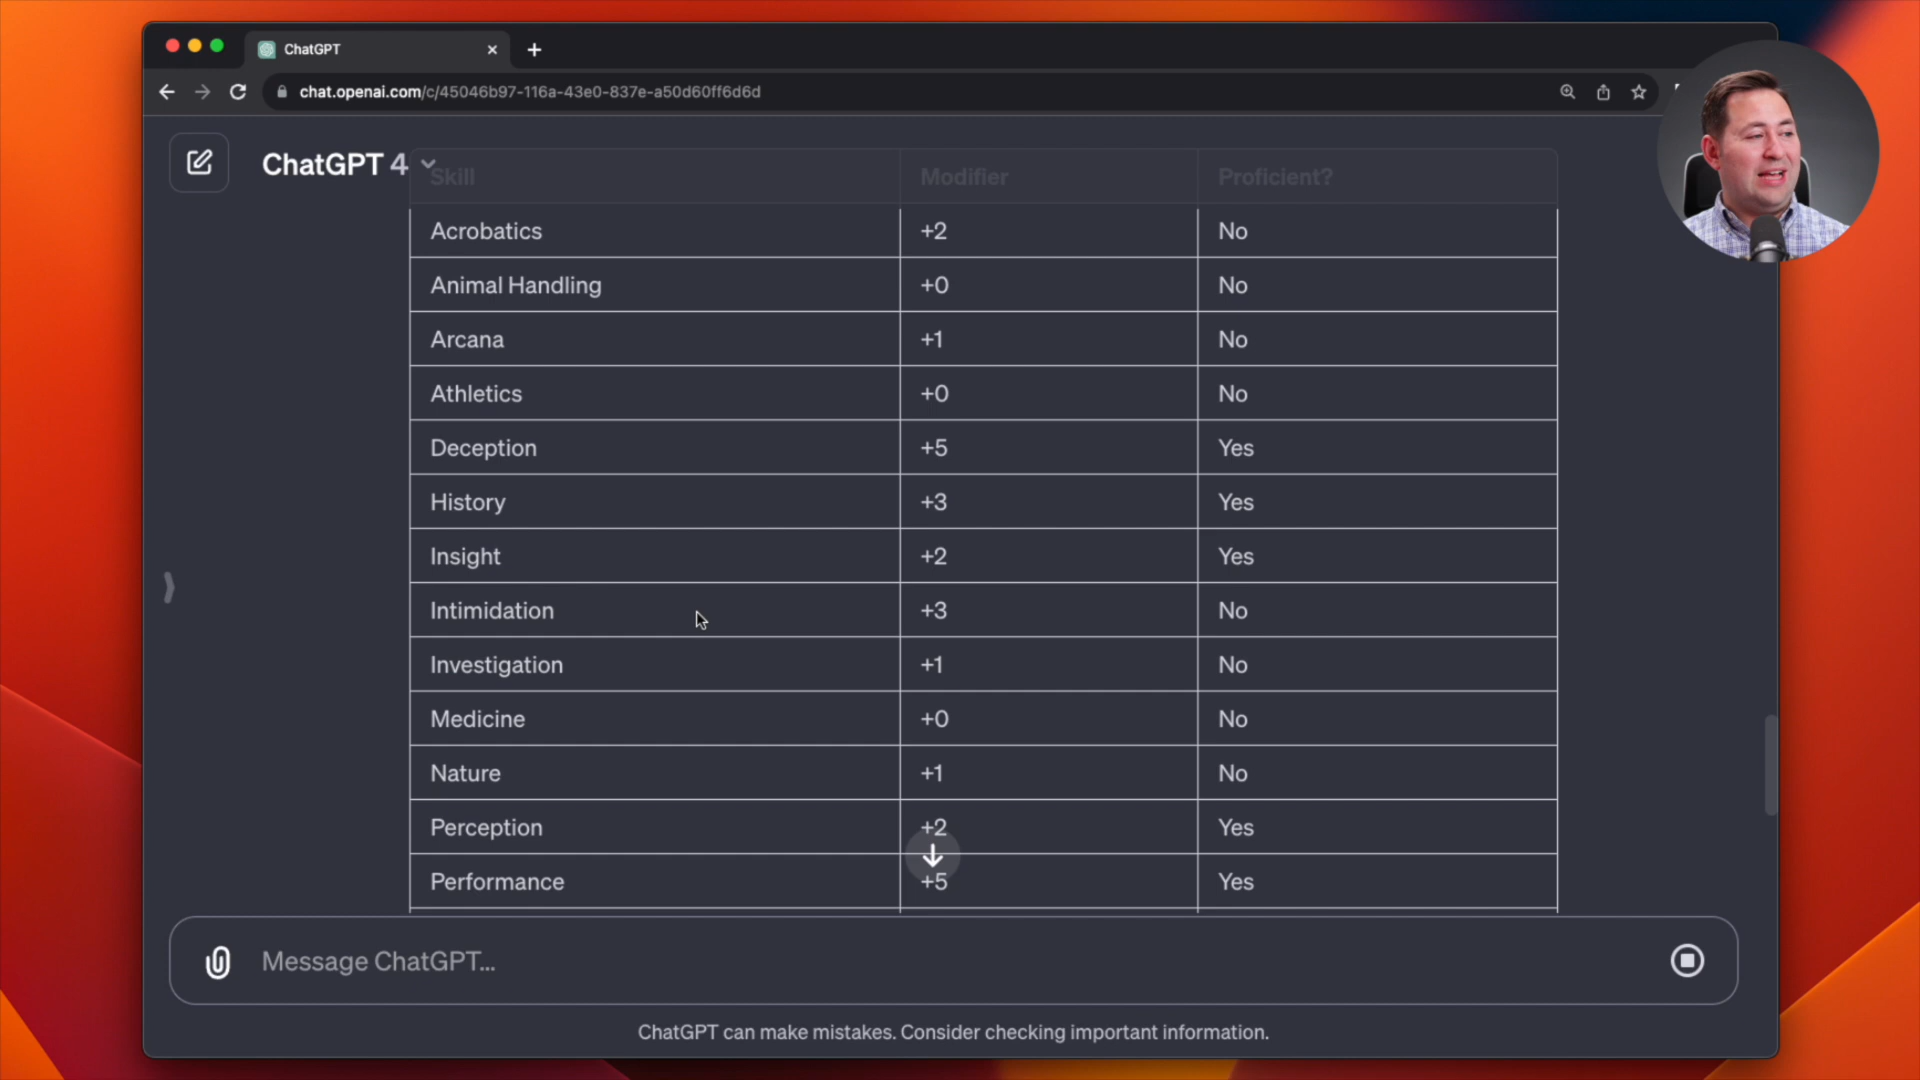 ChatGPT
chat.openai.com/c/45046b97-116a-43e0-837e-a50d60ff6d6d
ChatGPT 4
Skill Modifier Proficient?
Acrobatics +2 No
Animal Handling +0 No
Arcana +1 No
Athletics +0 No
Deception +5 Yes
History +3 Yes
Insight +2 Yes
Intimidation +3 No
Investigation +1 No
Medicine +0 No
Nature +1 No
Perception +2 Yes
Performance +5 Yes
Message ChatGPT...
ChatGPT can make mistakes. Consider checking important information.